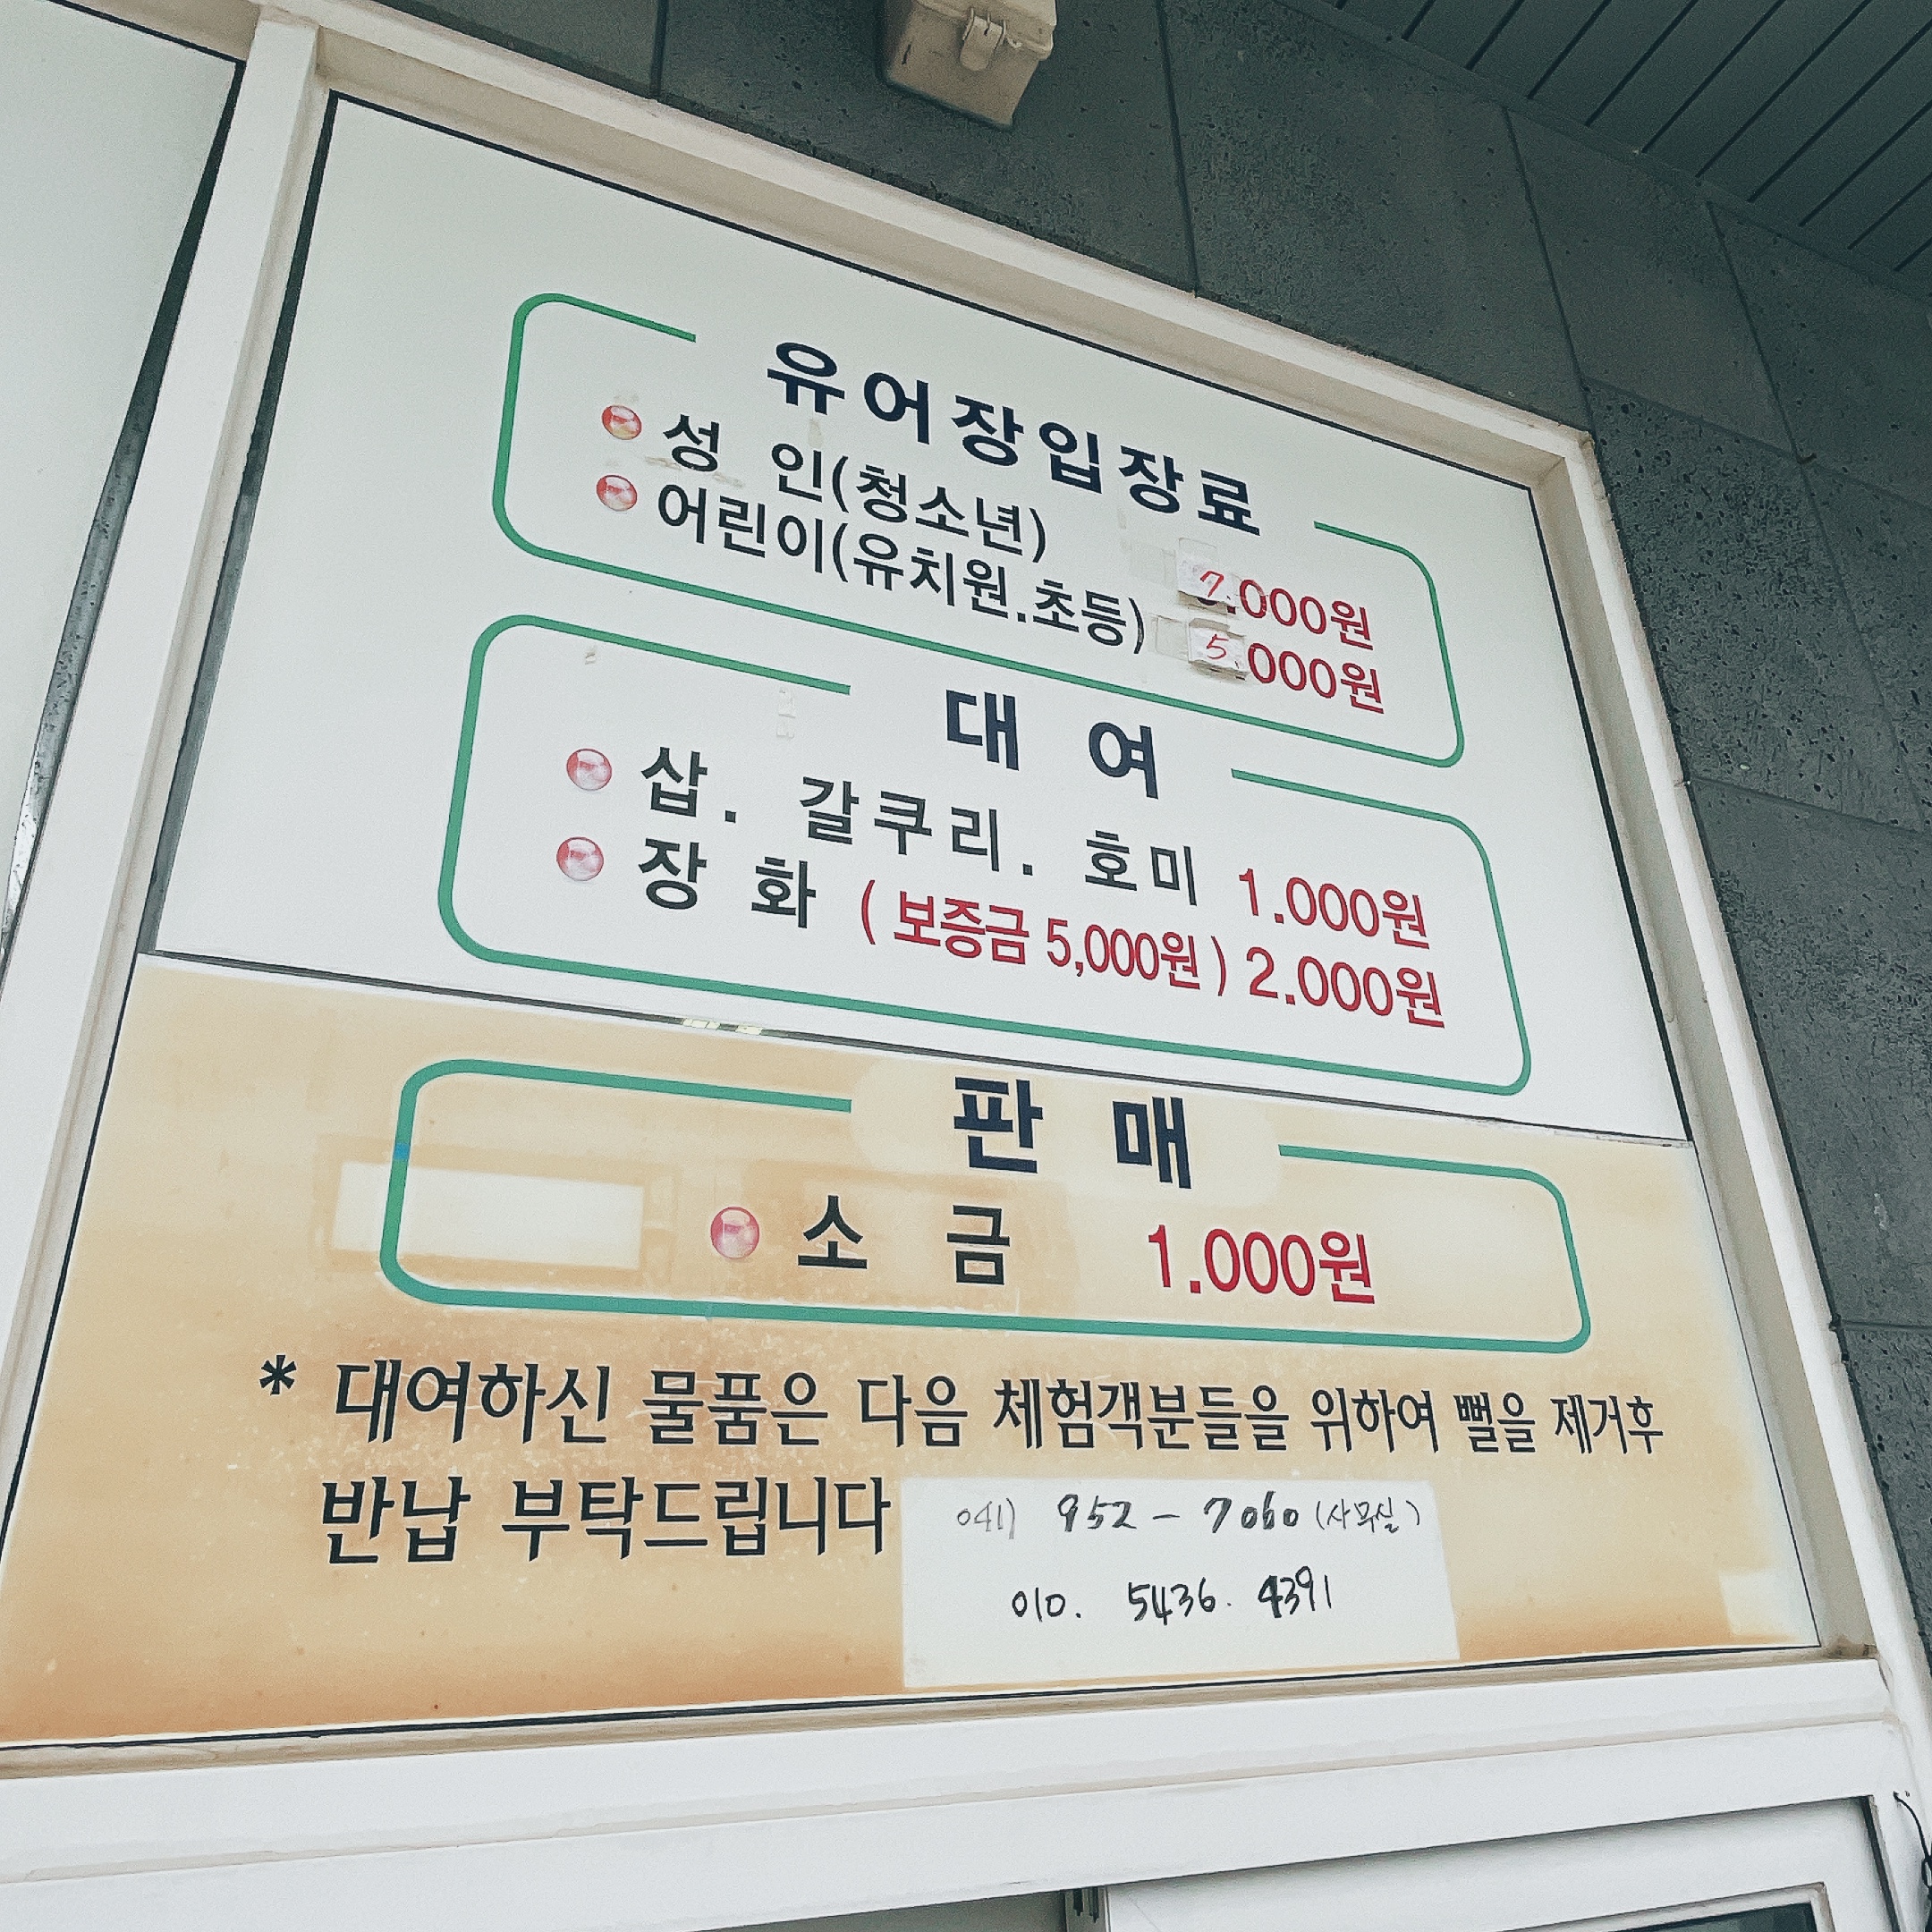 유어장입장료
성 인(청소년) 7.000원
어린이(유치원.초등) 5.000원
대 여
삽. 갈쿠리. 호미 1.000원
장 화 (보증금 5,000원) 2.000원
판 매
소 금 1.000원
* 대여하신 물품은 다음 체험객분들을 위하여 뻘을 제거후
반납 부탁드립니다
041) 952-7060 (사무실)
010. 5436. 4391